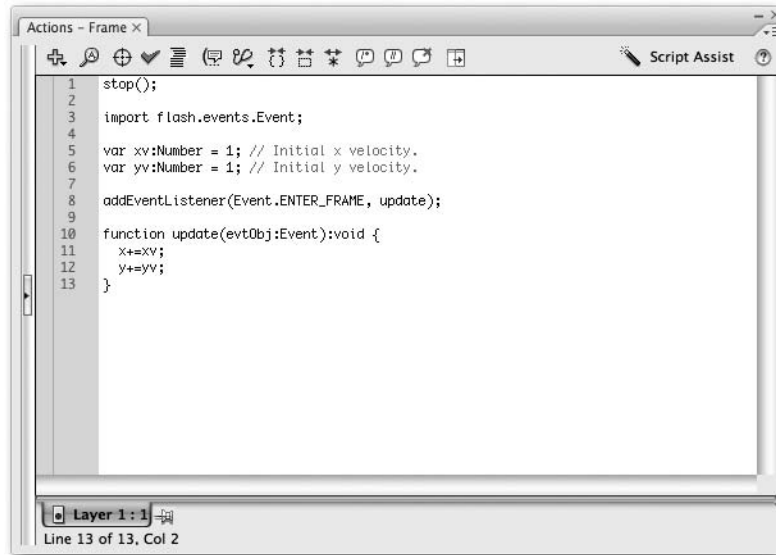 Actions - Frame ×
Script Assist
1 stop();
2
3 import flash.events.Event;
4
5 var xv:Number = 1; // Initial x velocity.
6 var yv:Number = 1; // Initial y velocity.
7
8 addEventListener(Event.ENTER_FRAME, update);
9
10 function update(evtObj:Event):void {
11 x+=xv;
12 y+=yv;
13 }
Layer 1 : 1
Line 13 of 13, Col 2